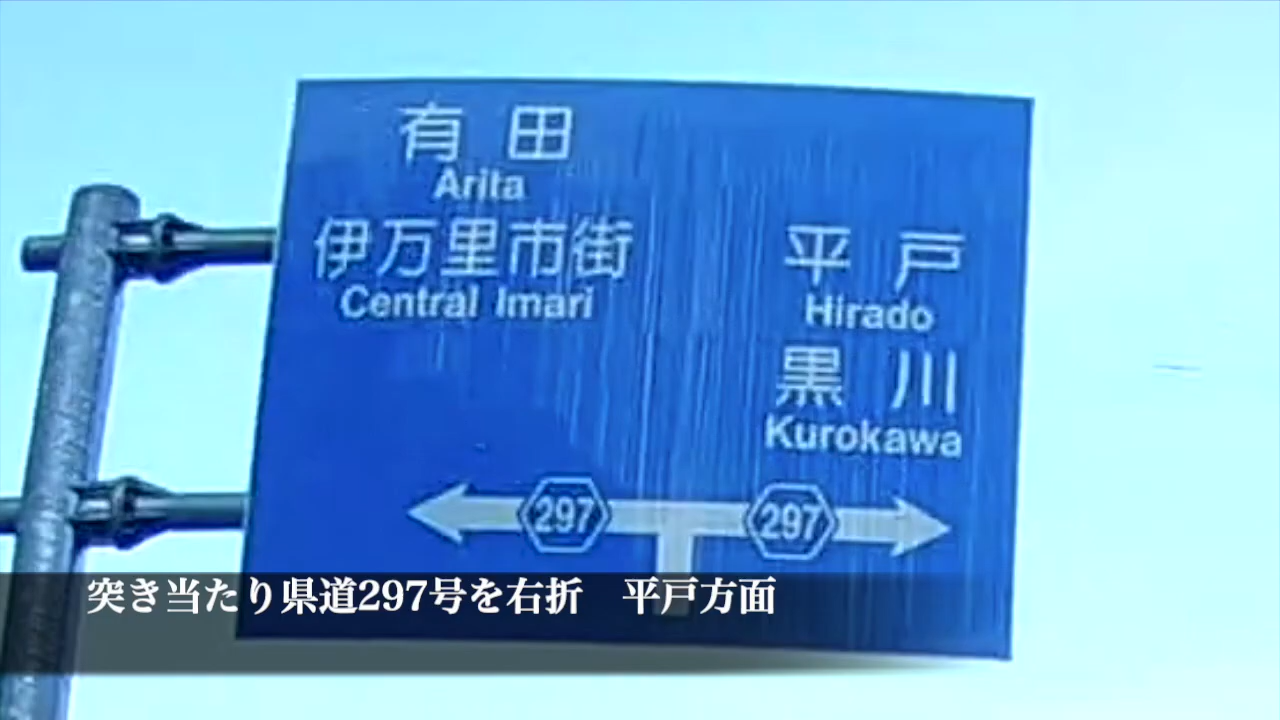 有田
Arita
伊万里市街
Central Imari
平戸
Hirado
黒川
Kurokawa
297
297
突き当たり県道297号を右折　平戸方面